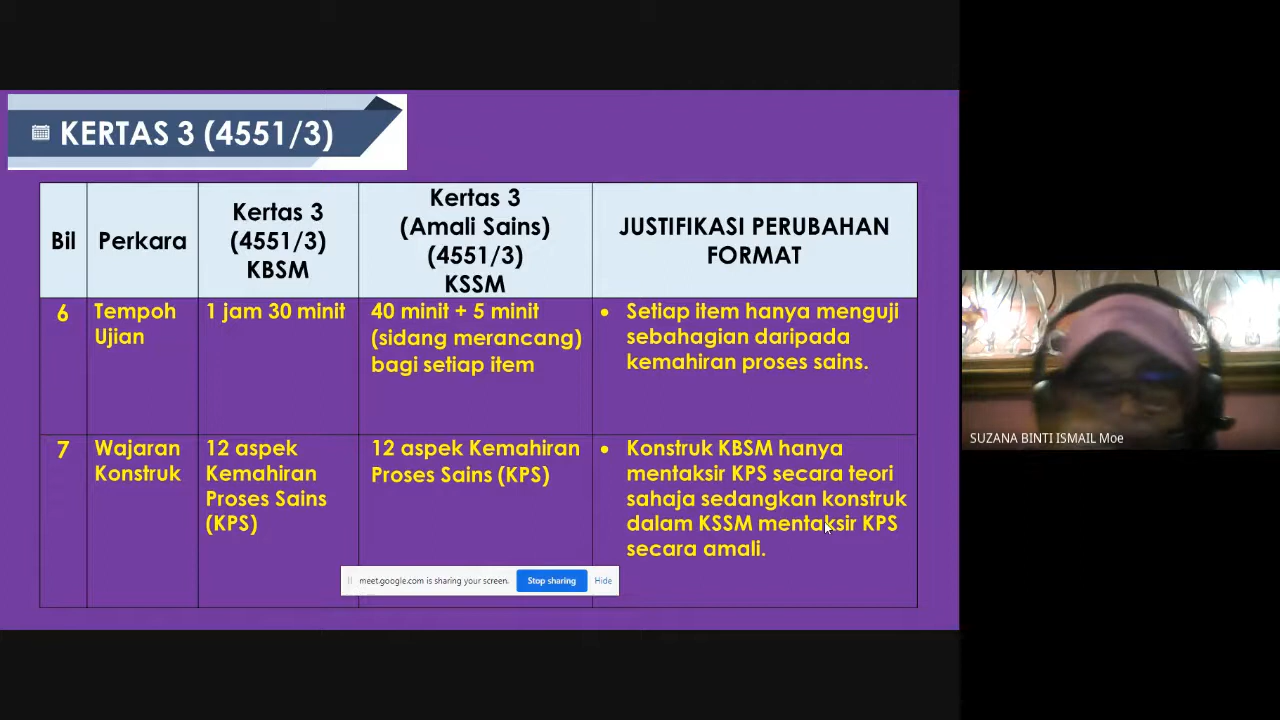 KERTAS 3 (4551/3)
Bil
Perkara
Kertas 3
(4551/3)
KBSM
Kertas 3
(Amali Sains)
(4551/3)
KSSM
JUSTIFIKASI PERUBAHAN
FORMAT
6
Tempoh
Ujian
1 jam 30 minit
40 minit + 5 minit
(sidang merancang)
bagi setiap item
• Setiap item hanya menguji
sebahagian daripada
kemahiran proses sains.
7
Wajaran
Konstruk
12 aspek
Kemahiran
Proses Sains
(KPS)
12 aspek Kemahiran
Proses Sains (KPS)
• Konstruk KBSM hanya
mentaksir KPS secara teori
sahaja sedangkan konstruk
dalam KSSM mentaksir KPS
secara amali.
meet.google.com is sharing your screen.
Stop sharing
Hide
SUZANA BINTI ISMAIL Moe